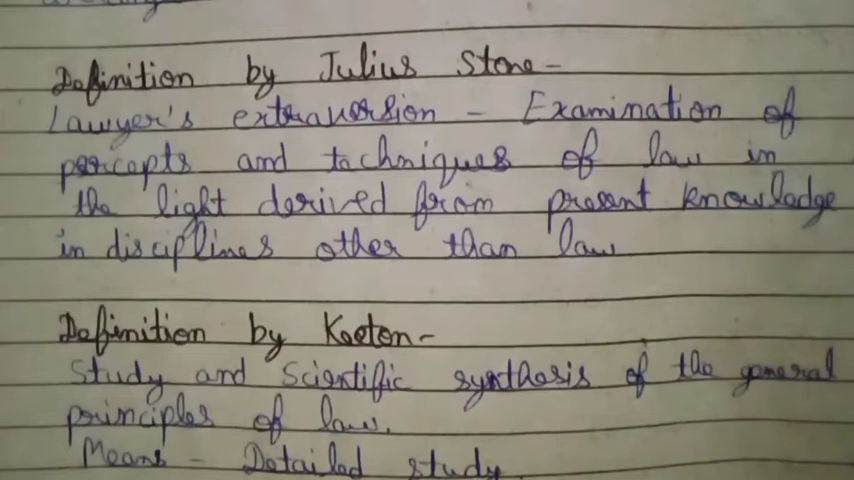 Definition by Julius Stone-
Lawyer's extraversion - Examination of
percepts and techniques of law in
the light derived from present knowledge
in disciplines other than law
Definition by Keeton-
Study and Scientific synthesis of the general
principles of law.
Means - Detailed study